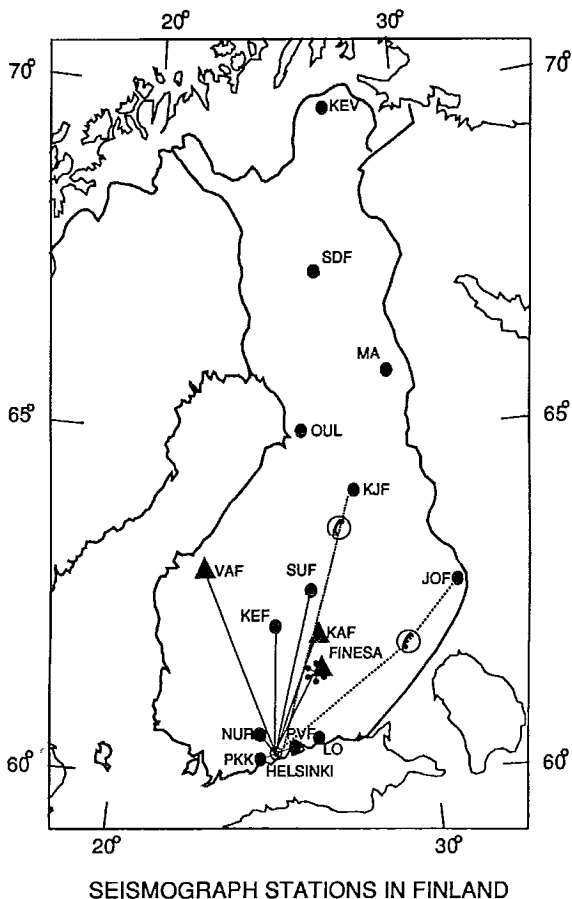 20° 30°
70° 70°
KEV
SDF
MA
65° 65°
OUL
KJF
VAF SUF JOF
KEF
KAF
FINESA
NUR PVF
PKK LO
HELSINKI
60° 60°
20° 30°
SEISMOGRAPH STATIONS IN FINLAND